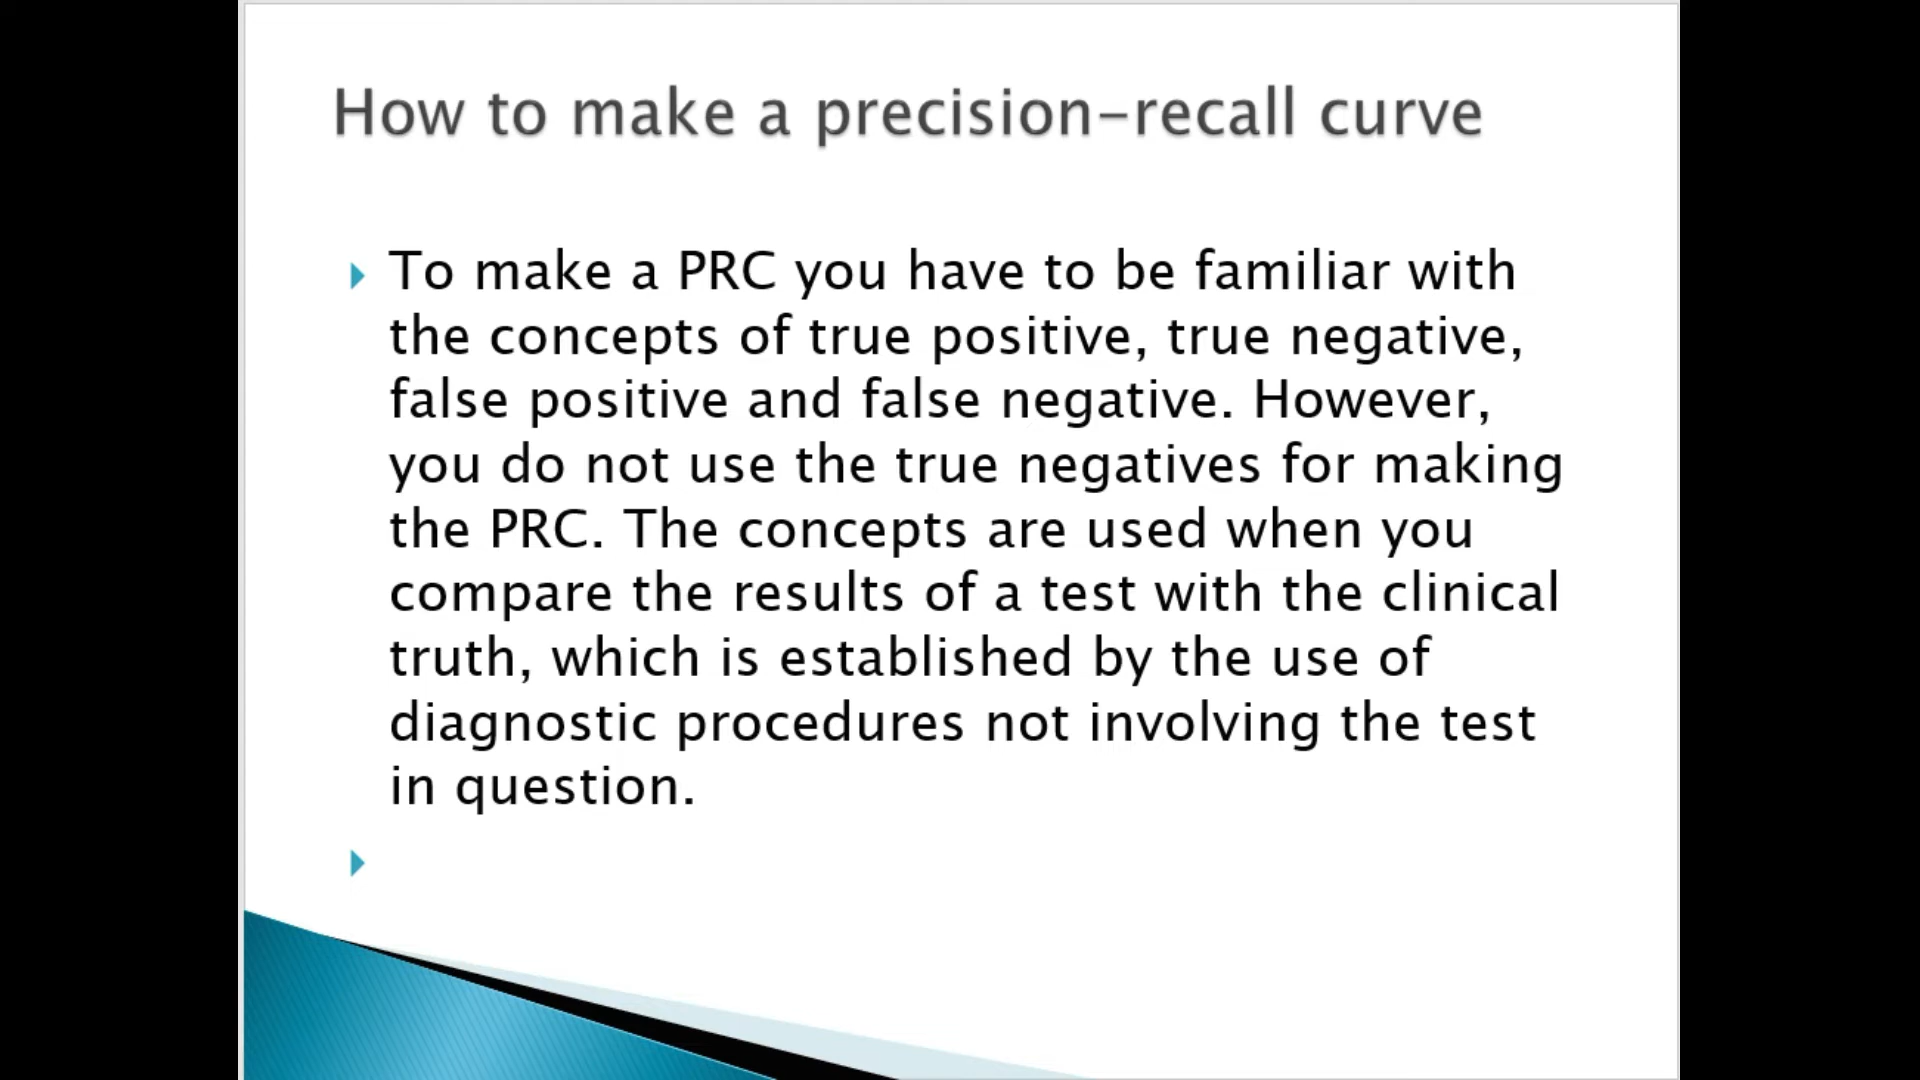 How to make a precision-recall curve
To make a PRC you have to be familiar with
the concepts of true positive, true negative,
false positive and false negative. However,
you do not use the true negatives for making
the PRC. The concepts are used when you
compare the results of a test with the clinical
truth, which is established by the use of
diagnostic procedures not involving the test
in question.